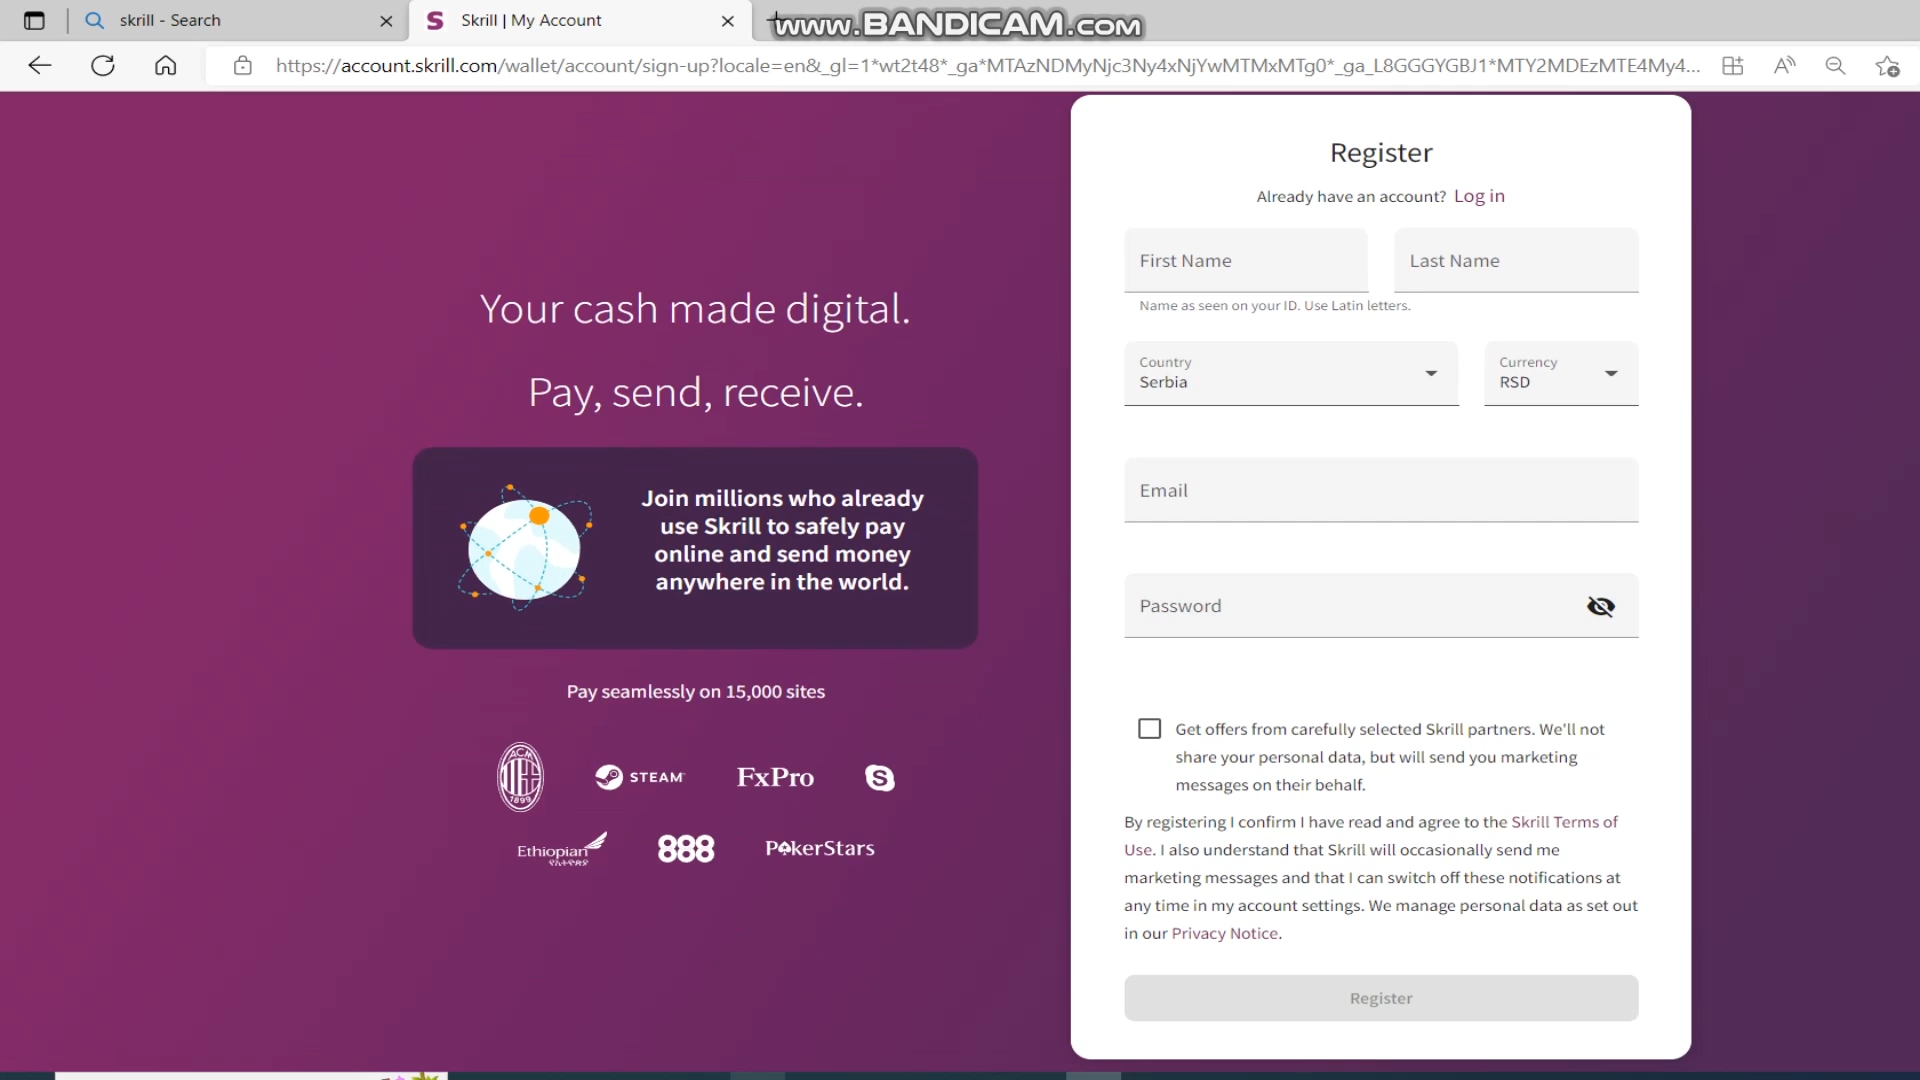 skrill - Search
Skrill | My Account
www.BANDICAM.com
https://account.skrill.com/wallet/account/sign-up?locale=en&_gl=1*wt2t48*_ga*MTAzNDMyNjc3Ny4xNjYwMTMxMTg0*_ga_L8GGGYGBJ1*MTY2MDEzMTE4My4...
Your cash made digital.
Pay, send, receive.
Join millions who already
use Skrill to safely pay
online and send money
anywhere in the world.
Pay seamlessly on 15,000 sites
ACM
1899
STEAM
FxPro
S
Ethiopian
የኢትዮጵያ
888
PokerStars
Register
Already have an account? Log in
First Name
Last Name
Name as seen on your ID. Use Latin letters.
Country
Serbia
Currency
RSD
Email
Password
Get offers from carefully selected Skrill partners. We'll not
share your personal data, but will send you marketing
messages on their behalf.
By registering I confirm I have read and agree to the Skrill Terms of
Use. I also understand that Skrill will occasionally send me
marketing messages and that I can switch off these notifications at
any time in my account settings. We manage personal data as set out
in our Privacy Notice.
Register